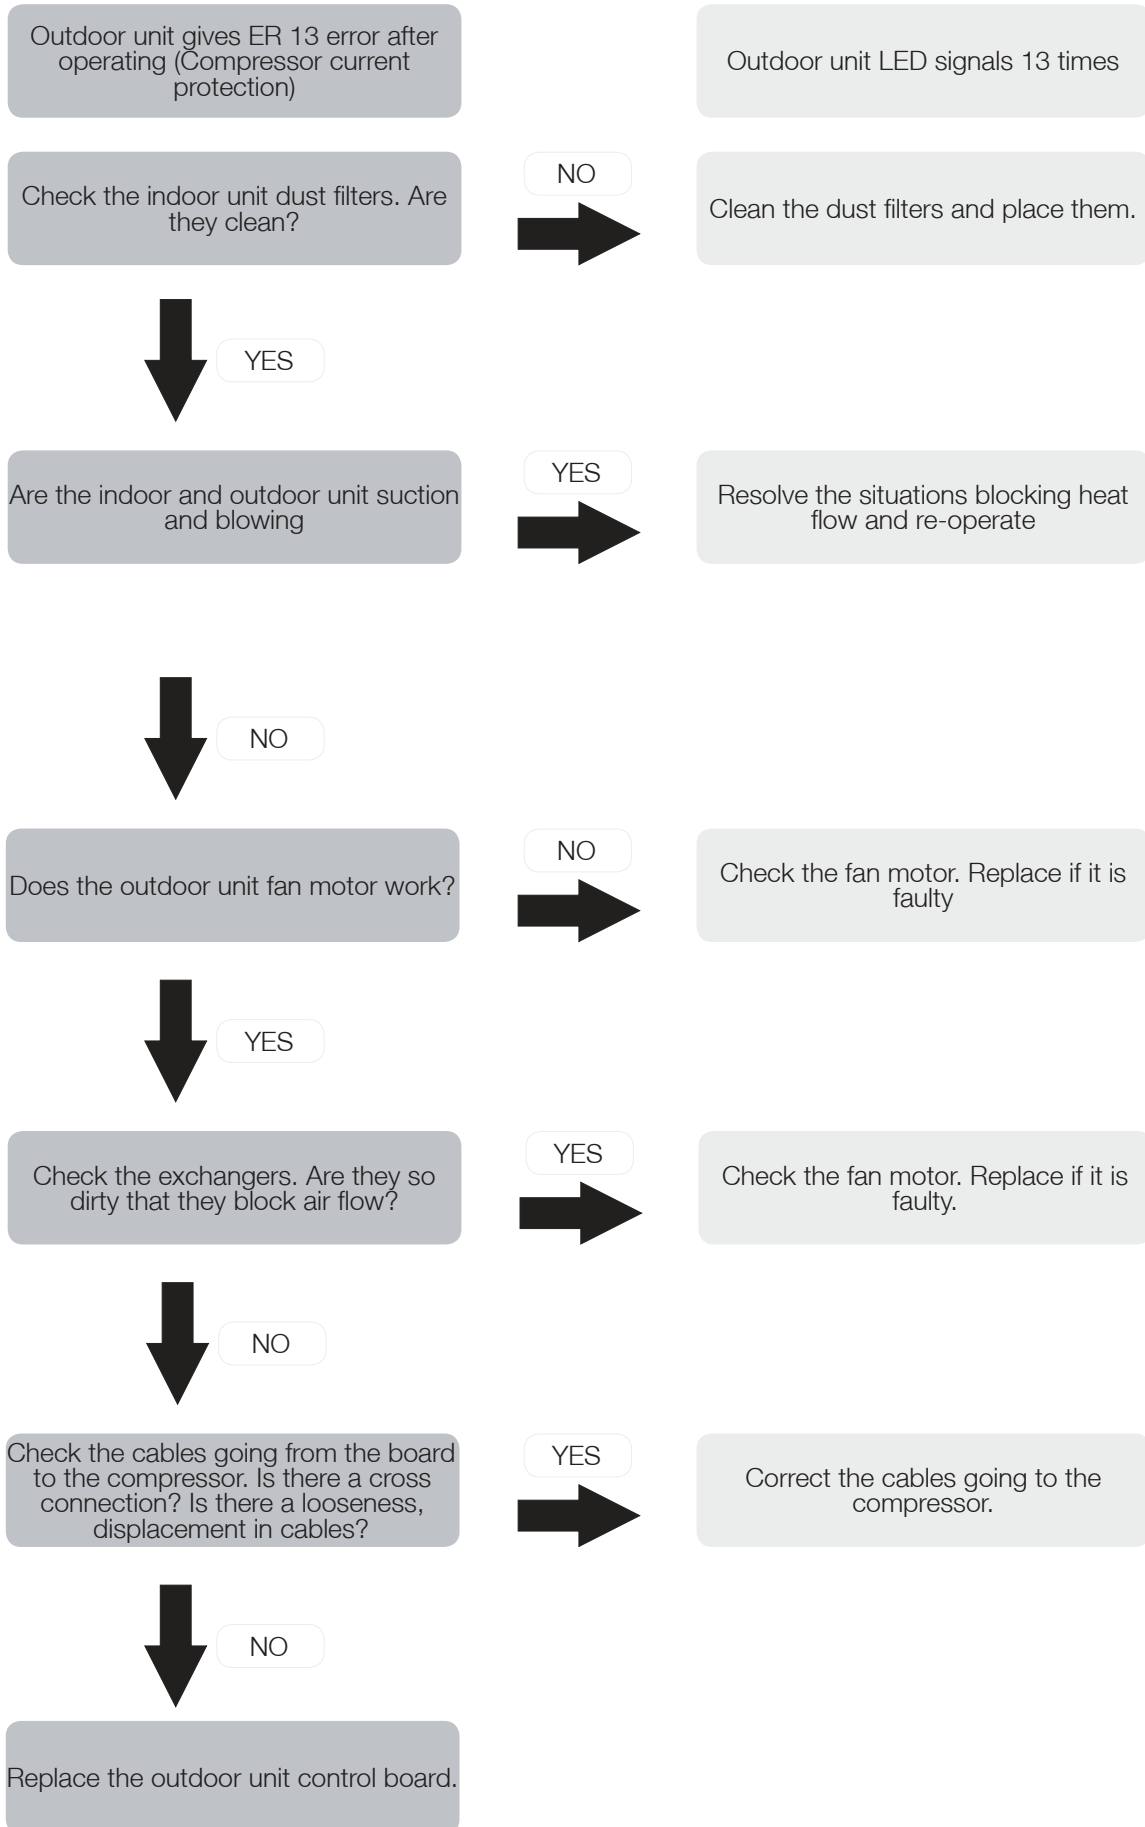 Outdoor unit gives ER 13 error after
operating (Compressor current
protection)
Outdoor unit LED signals 13 times
Check the indoor unit dust filters. Are
they clean?
NO
Clean the dust filters and place them.
YES
Are the indoor and outdoor unit suction
and blowing
YES
Resolve the situations blocking heat
flow and re-operate
NO
Does the outdoor unit fan motor work?
NO
Check the fan motor. Replace if it is
faulty
YES
Check the exchangers. Are they so
dirty that they block air flow?
YES
Check the fan motor. Replace if it is
faulty.
NO
Check the cables going from the board
to the compressor. Is there a cross
connection? Is there a looseness,
displacement in cables?
YES
Correct the cables going to the
compressor.
NO
Replace the outdoor unit control board.